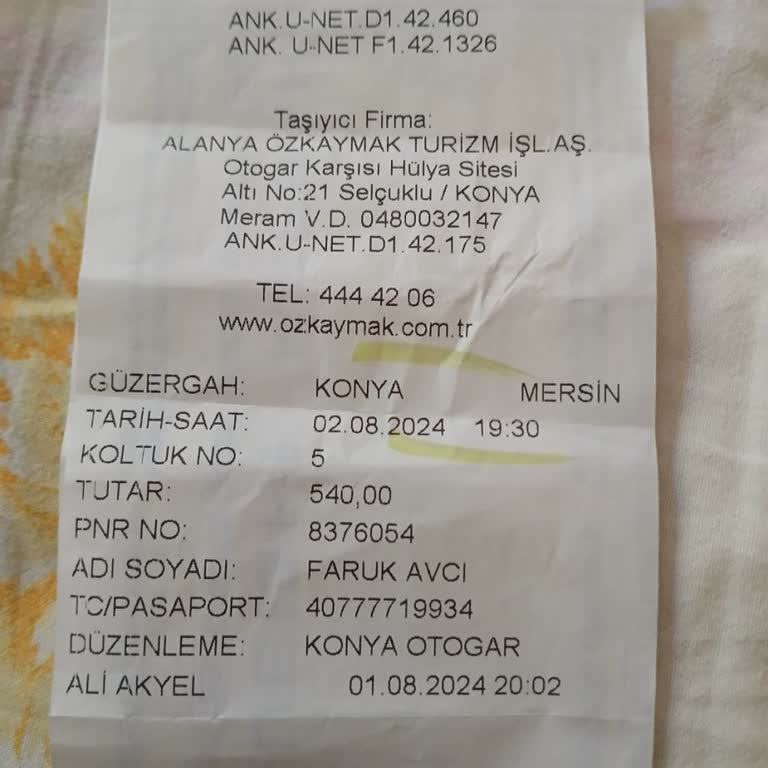 ANK.U-NET.D1.42.460
ANK. U-NET F1.42.1326
Taşıyıcı Firma:
ALANYA ÖZKAYMAK TURİZM İŞL.AŞ.
Otogar Karşısı Hülya Sitesi
Altı No:21 Selçuklu / KONYA
Meram V.D. 0480032147
ANK.U-NET.D1.42.175
TEL: 444 42 06
www.ozkaymak.com.tr
GÜZERGAH: KONYA MERSİN
TARİH-SAAT: 02.08.2024 19:30
KOLTUK NO: 5
TUTAR: 540,00
PNR NO: 8376054
ADI SOYADI: FARUK AVCI
TC/PASAPORT: 40777719934
DÜZENLEME: KONYA OTOGAR
ALİ AKYEL 01.08.2024 20:02